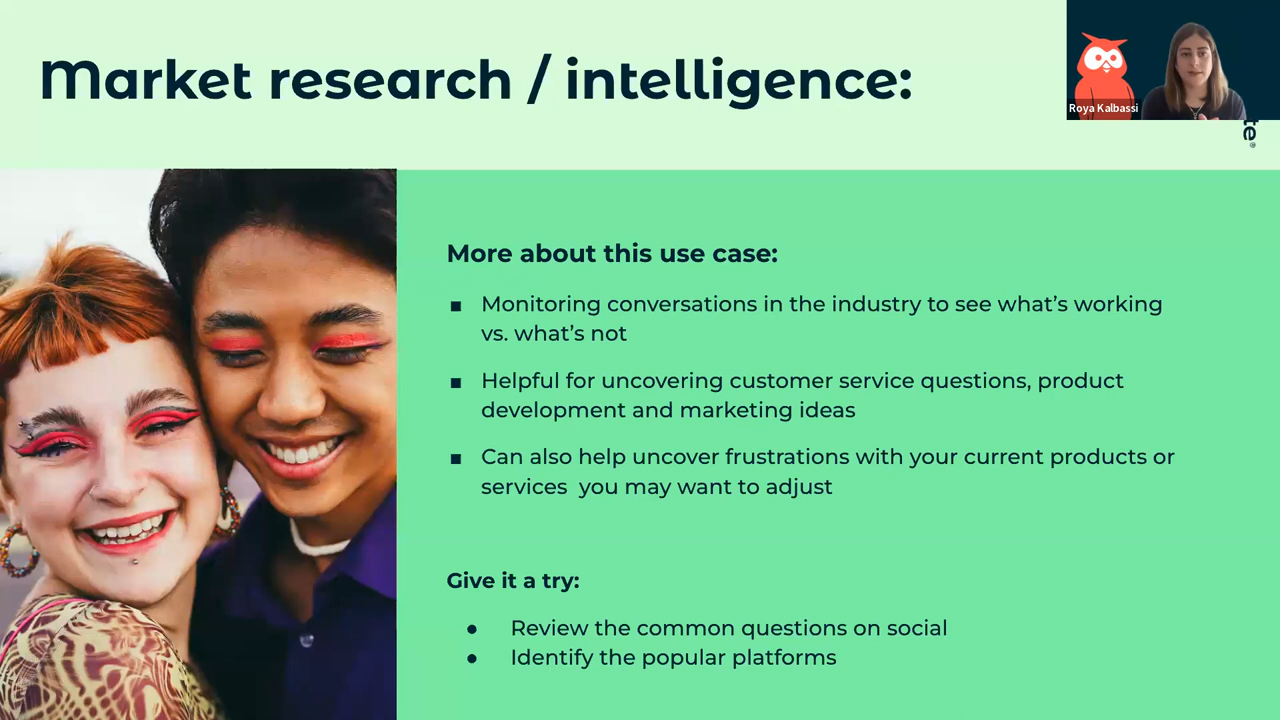 Market research / intelligence:
Roya Kalbassi
te®
More about this use case:
▪ Monitoring conversations in the industry to see what’s working
vs. what’s not
▪ Helpful for uncovering customer service questions, product
development and marketing ideas
▪ Can also help uncover frustrations with your current products or
services  you may want to adjust
Give it a try:
● Review the common questions on social
● Identify the popular platforms